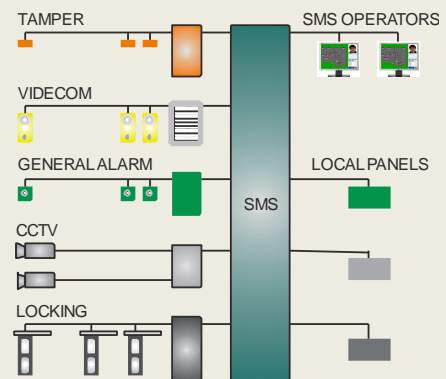 TAMPER
SMS OPERATORS
VIDECOM
GENERAL ALARM
LOCAL PANELS
SMS
CCTV
LOCKING